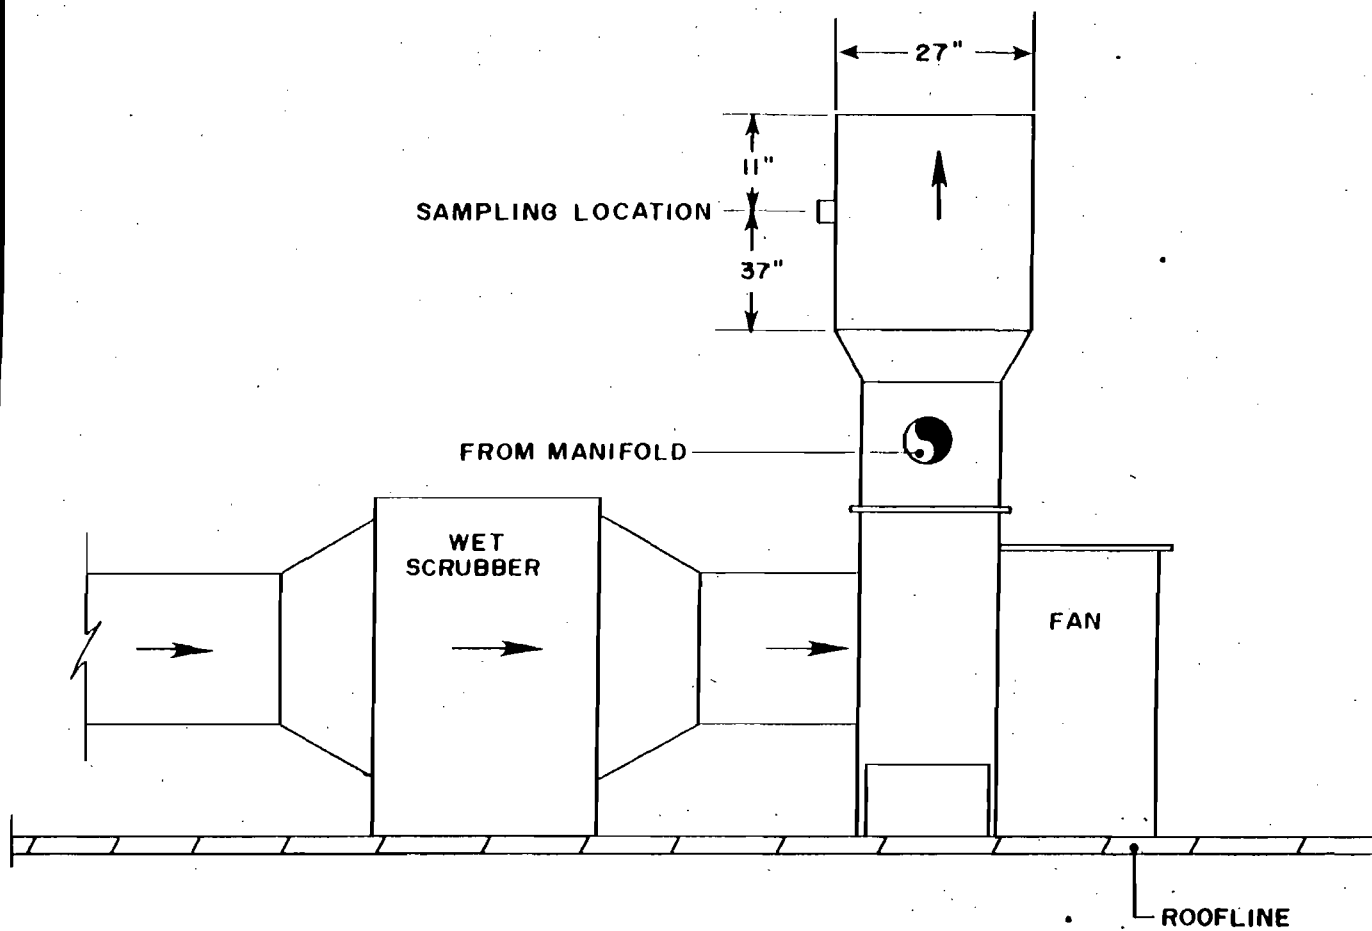 27"
11"
SAMPLING LOCATION
37"
FROM MANIFOLD
WET
SCRUBBER
FAN
ROOFLINE